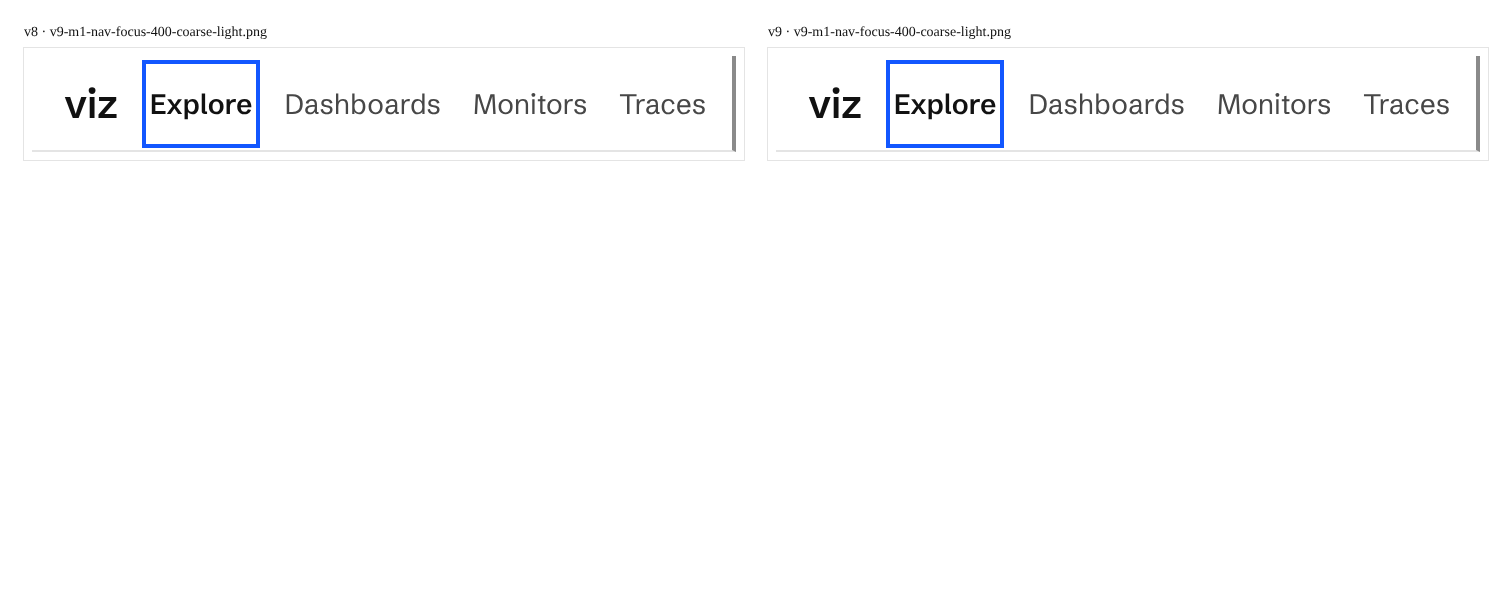 v8 · v9-m1-nav-focus-400-coarse-light.png
viz Explore Dashboards Monitors Traces
v9 · v9-m1-nav-focus-400-coarse-light.png
viz Explore Dashboards Monitors Traces